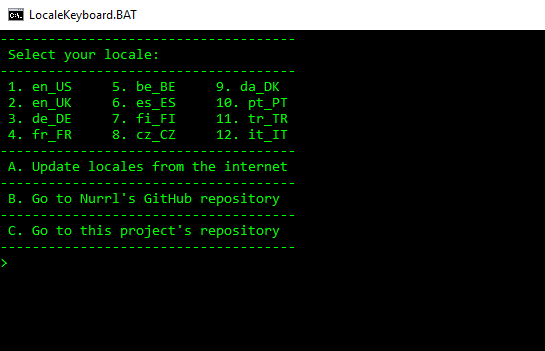 LocaleKeyboard.BAT
-------------------------------------
Select your locale:
-------------------------------------
1. en_US 5. be_BE 9. da_DK
2. en_UK 6. es_ES 10. pt_PT
3. de_DE 7. fi_FI 11. tr_TR
4. fr_FR 8. cz_CZ 12. it_IT
-------------------------------------
A. Update locales from the internet
-------------------------------------
B. Go to Nurrl's GitHub repository
-------------------------------------
C. Go to this project's repository
-------------------------------------
>